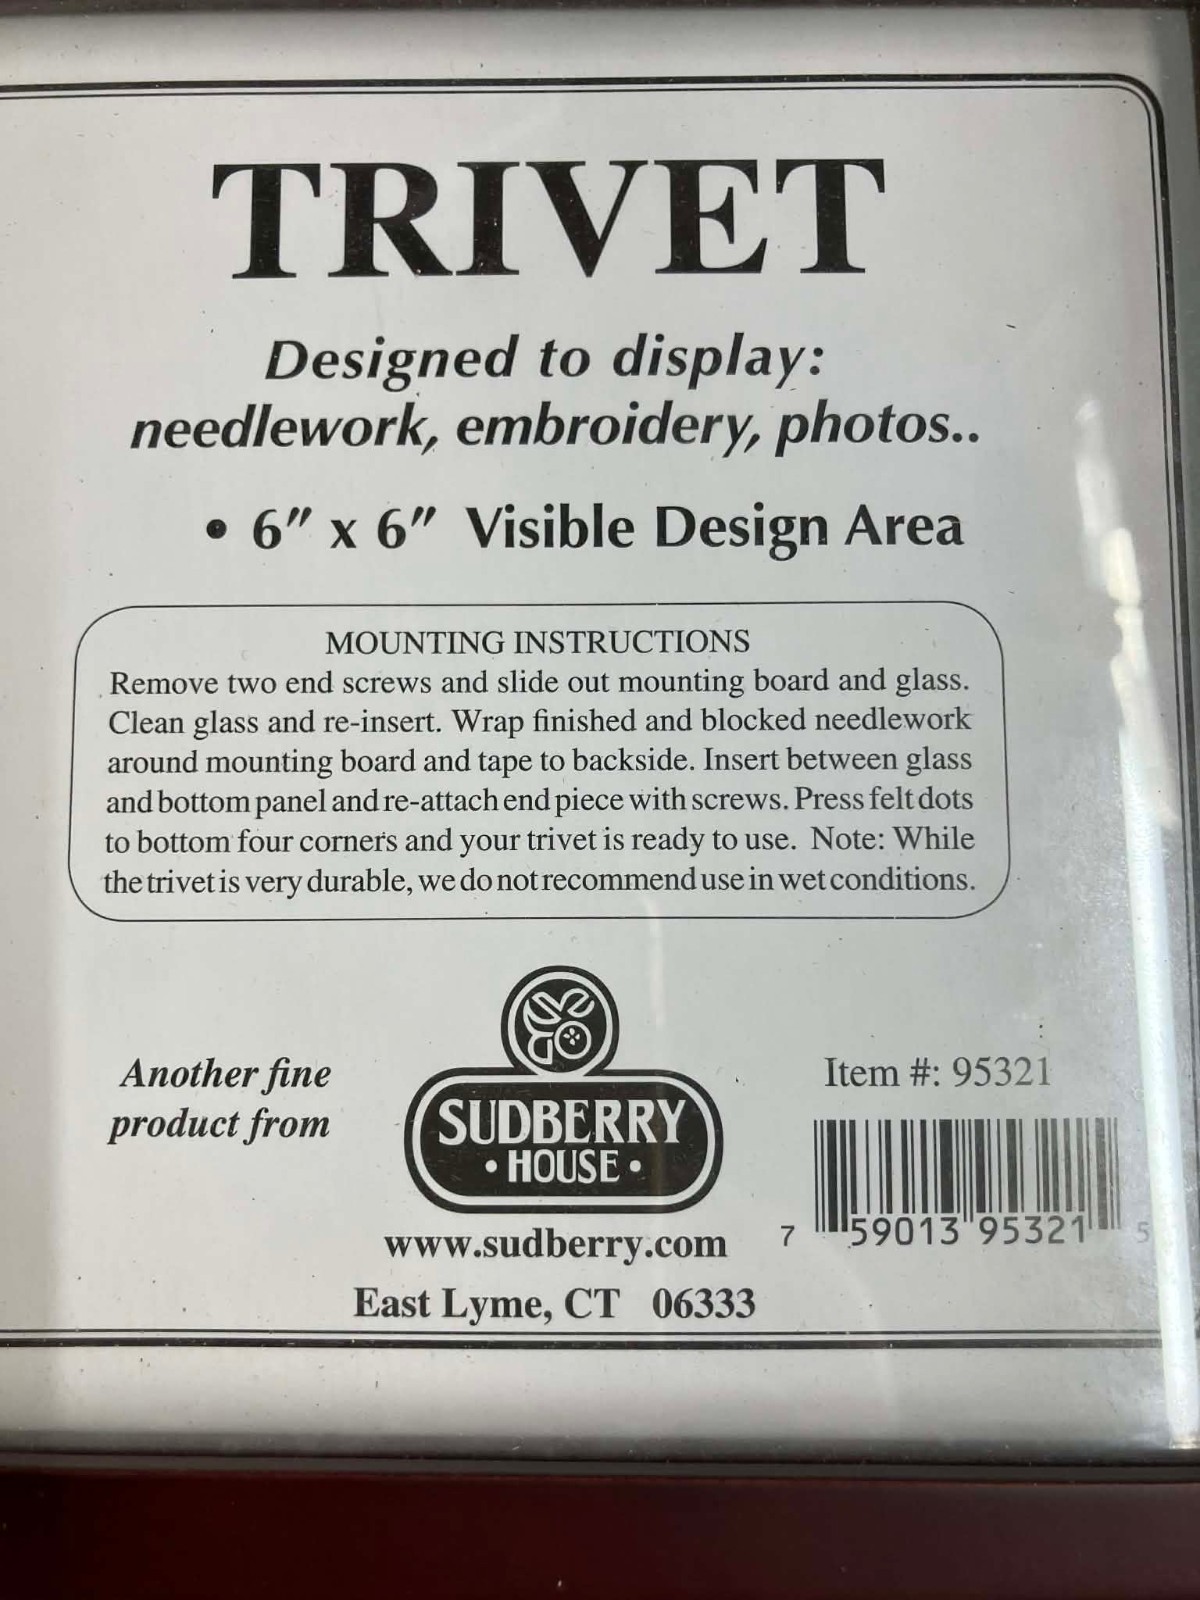 TRIVET
Designed to display:
needlework, embroidery, photos..
• 6" x 6" Visible Design Area
MOUNTING INSTRUCTIONS
Remove two end screws and slide out mounting board and glass.
Clean glass and re-insert. Wrap finished and blocked needlework
around mounting board and tape to backside. Insert between glass
and bottom panel and re-attach end piece with screws. Press felt dots
to bottom four corners and your trivet is ready to use. Note: While
the trivet is very durable, we do not recommend use in wet conditions.
Another fine
product from
SUDBERRY
• HOUSE •
www.sudberry.com
East Lyme, CT 06333
Item #: 95321
7 59013 95321 5